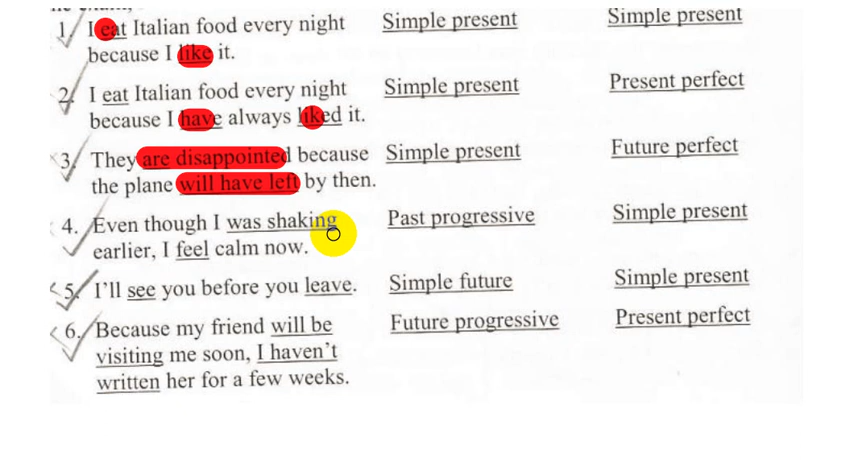 1. I eat Italian food every night Simple present Simple present
because I like it.
2. I eat Italian food every night Simple present Present perfect
because I have always liked it.
3. They are disappointed because Simple present Future perfect
the plane will have left by then.
4. Even though I was shaking Past progressive Simple present
earlier, I feel calm now.
5. I'll see you before you leave. Simple future Simple present
6. Because my friend will be Future progressive Present perfect
visiting me soon, I haven't
written her for a few weeks.